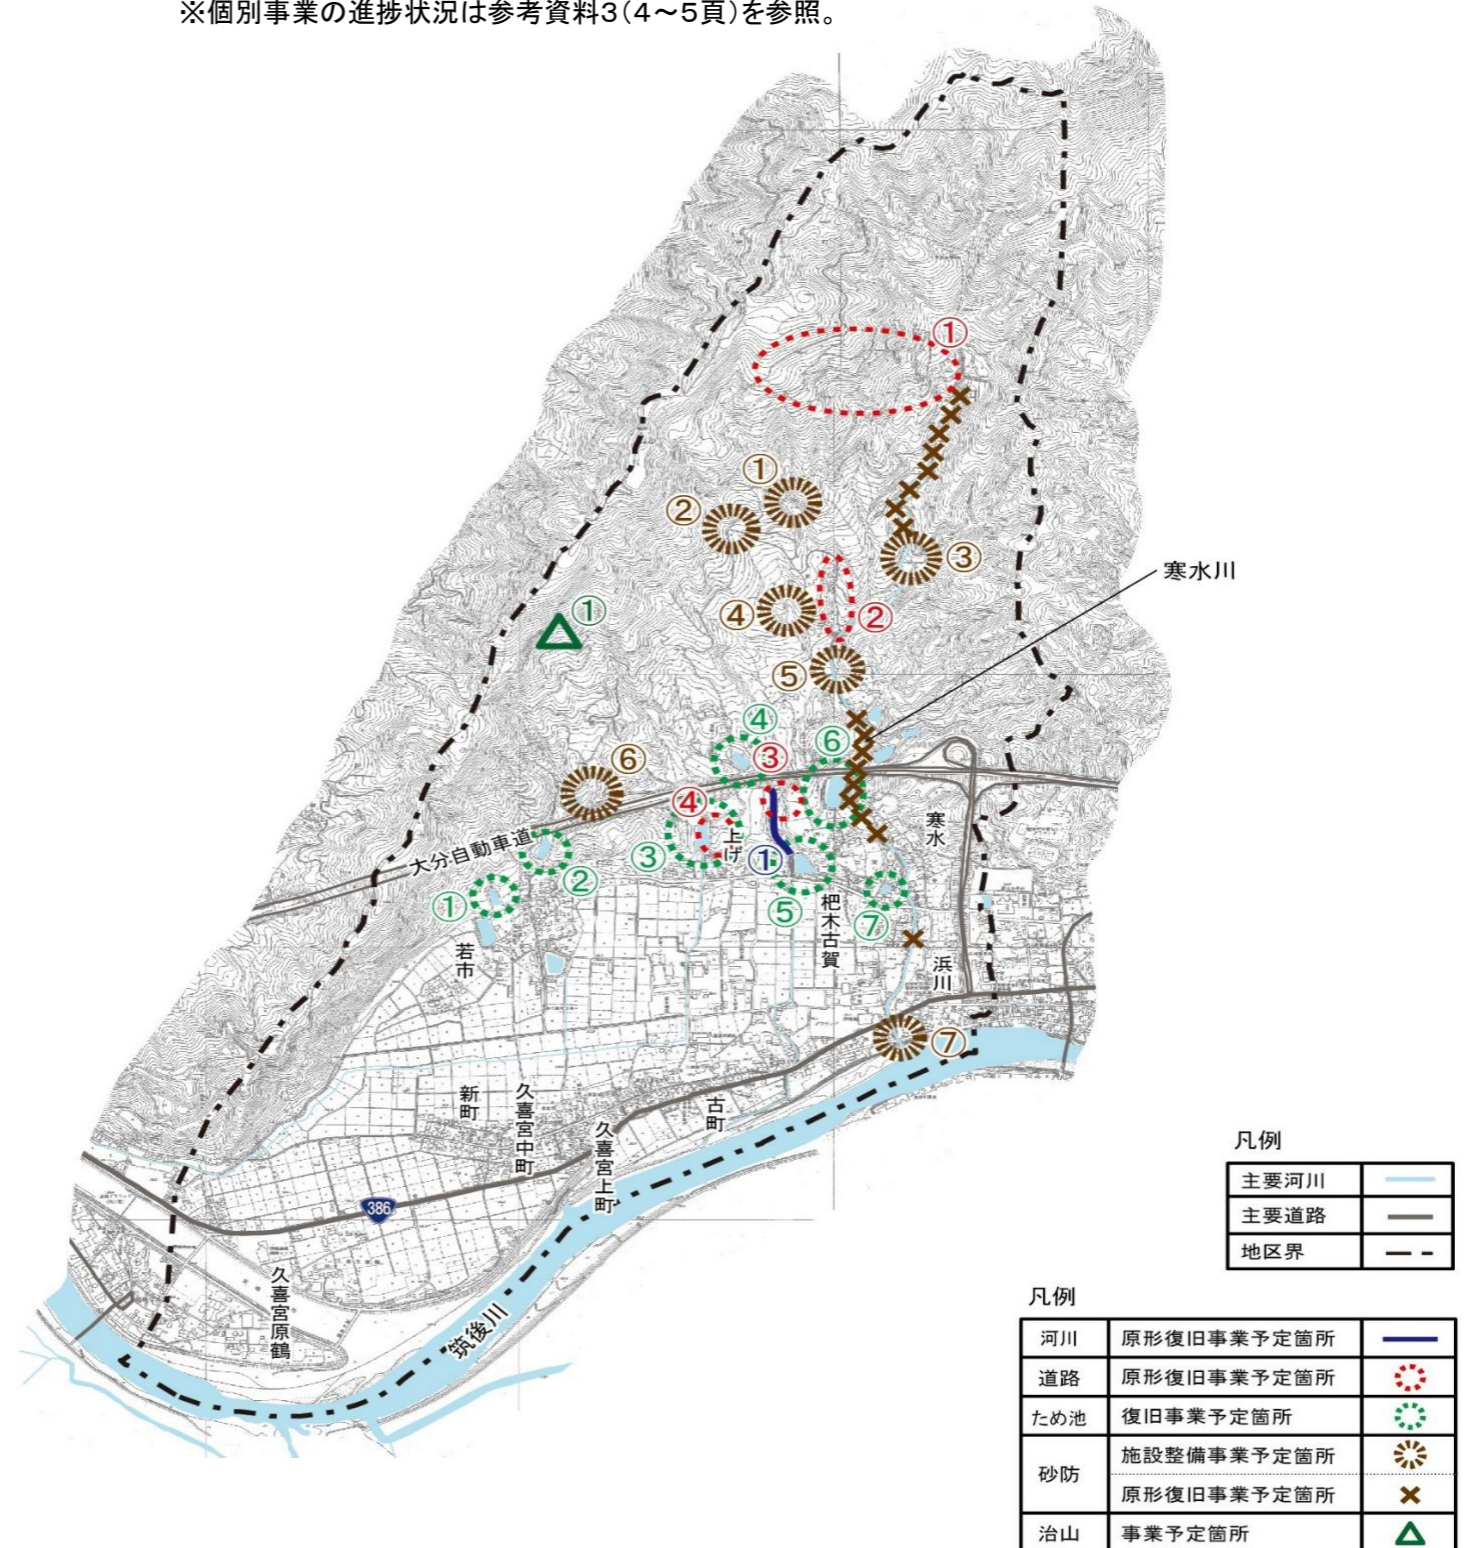 ※個別事業の進捗状況は参考資料3(4～5頁)を参照。
①
①
②
③
寒水川
①
④
②
⑤
④
⑥
③
⑥
④
寒水
大分自動車道
上げ
③
①
②
①
⑤
杷木古賀
⑦
若市
浜川
⑦
新町
久喜宮中町
古町
久喜宮上町
386
久喜宮原鶴
筑後川
凡例
主要河川
主要道路
地区界
凡例
河川 原形復旧事業予定箇所
道路 原形復旧事業予定箇所
ため池 復旧事業予定箇所
砂防 施設整備事業予定箇所
原形復旧事業予定箇所
治山 事業予定箇所